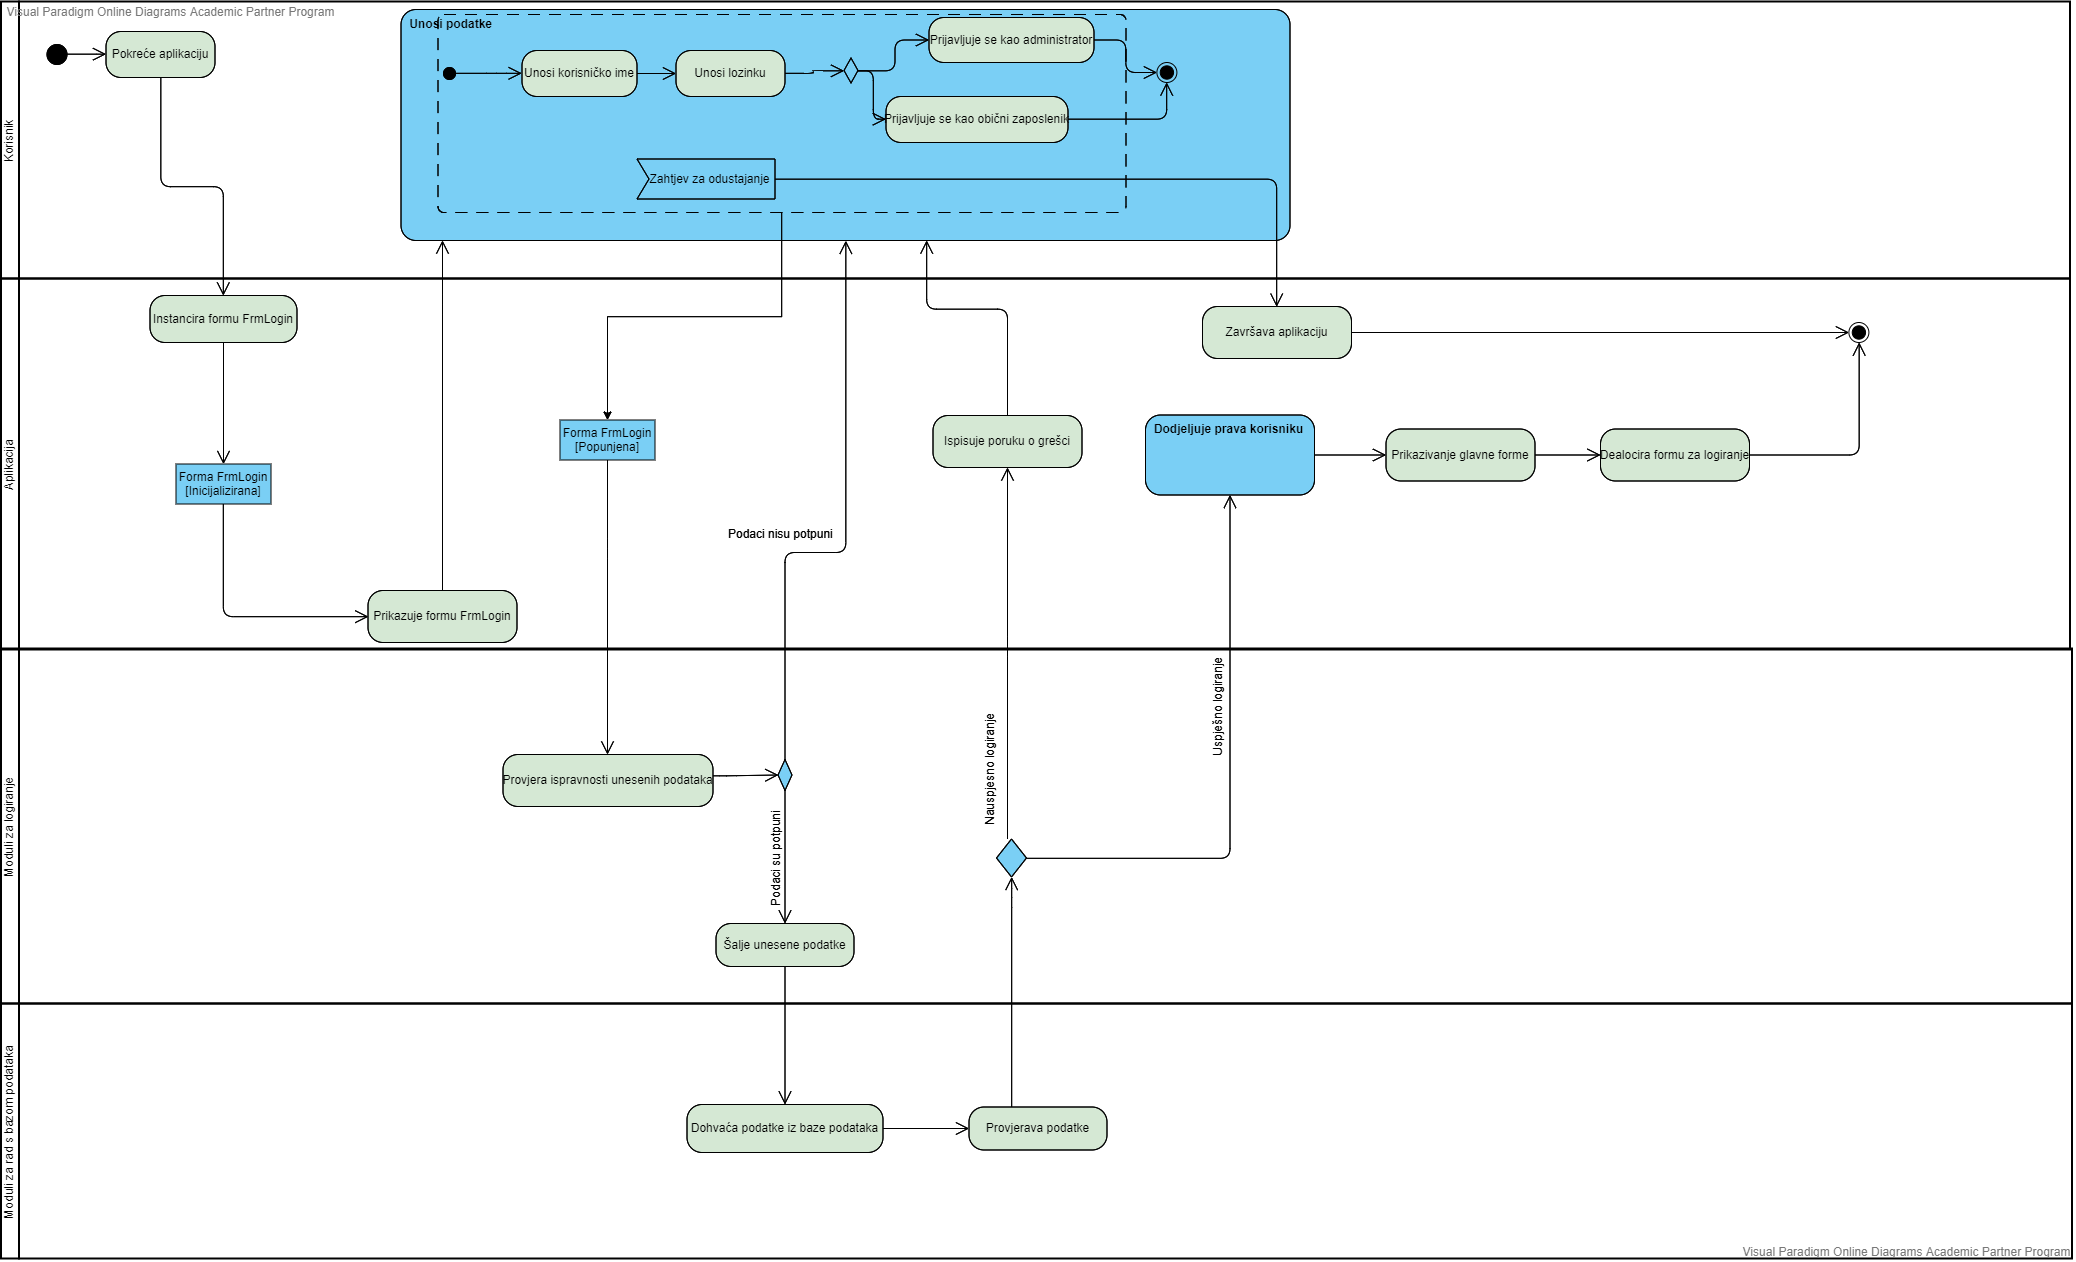 Visual Paradigm Online Diagrams Academic Partner Program
Korisnik
Pokreće aplikaciju
Unosi podatke
Unosi korisničko ime
Unosi lozinku
Prijavljuje se kao administrator
Prijavljuje se kao obični zaposlenik
Zahtjev za odustajanje
Aplikacija
Instancira formu FrmLogin
Forma FrmLogin
[Inicijalizirana]
Prikazuje formu FrmLogin
Forma FrmLogin
[Popunjena]
Podaci nisu potpuni
Ispisuje poruku o grešci
Završava aplikaciju
Dodjeljuje prava korisniku
Prikazivanje glavne forme
Dealocira formu za logiranje
Moduli za logiranje
Provjera ispravnosti unesenih podataka
Podaci su potpuni
Šalje unesene podatke
Nauspjesno logiranje
Uspješno logiranje
Moduli za rad s bazom podataka
Dohvaća podatke iz baze podataka
Provjerava podatke
Visual Paradigm Online Diagrams Academic Partner Program